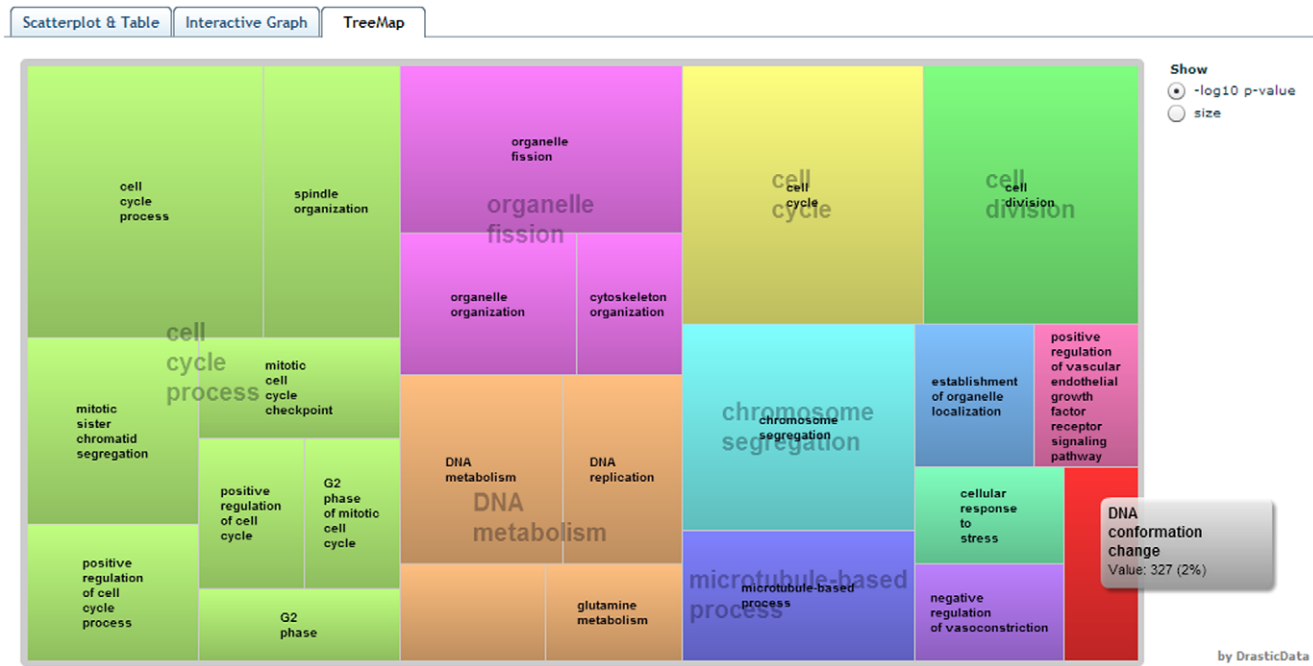 Scatterplot & Table
Interactive Graph
TreeMap
Show
-log10 p-value
size
cell
cycle
process
spindle
organization
cell
cycle
process
mitotic
sister
chromatid
segregation
mitotic
cell
cycle
checkpoint
positive
regulation
of cell
cycle
G2
phase
of mitotic
cell
cycle
positive
regulation
of cell
cycle
process
G2
phase
organelle
fission
organelle
fission
organelle
organization
cytoskeleton
organization
DNA
metabolism
DNA
replication
DNA
metabolism
glutamine
metabolism
cell
cycle
cell
cycle
cell
division
cell
division
chromosome
segregation
chromosome
segregation
microtubule-based
process
microtubule-based
process
establishment
of organelle
localization
positive
regulation
of vascular
endothelial
growth
factor
receptor
signaling
pathway
cellular
response
to
stress
negative
regulation
of vasoconstriction
DNA
conformation
change
Value: 327 (2%)
by DrasticData